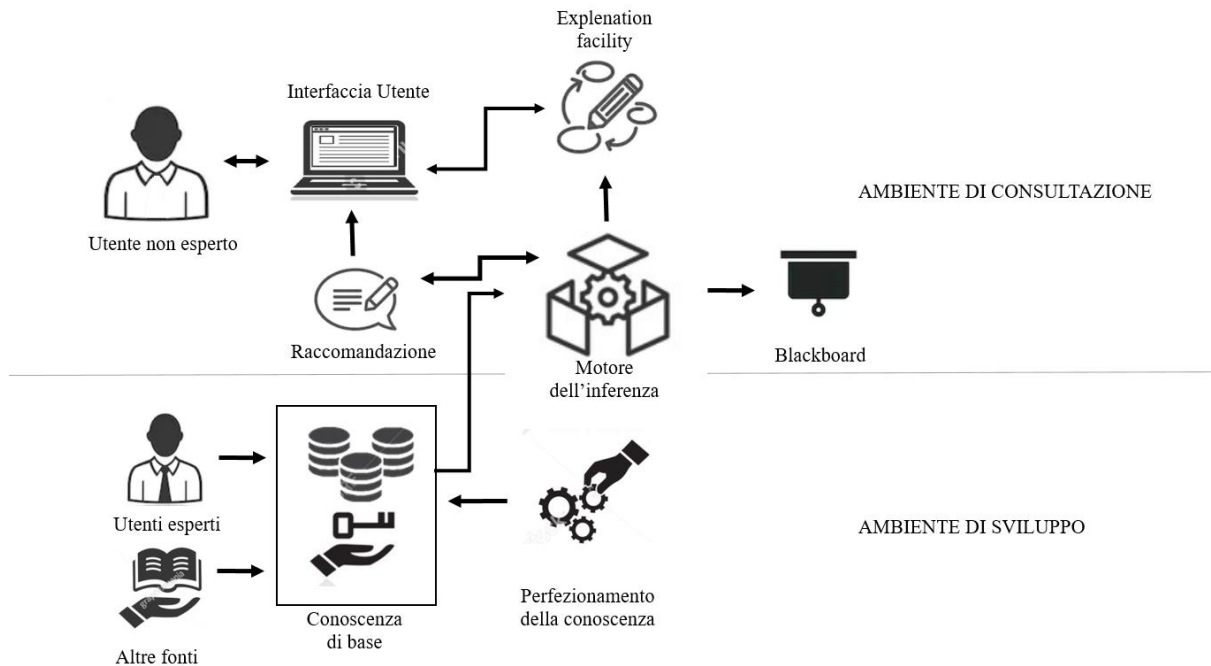 Explenation
facility
Interfaccia Utente
AMBIENTE DI CONSULTAZIONE
Utente non esperto
Raccomandazione
Motore
dell'inferenza
Blackboard
Utenti esperti
AMBIENTE DI SVILUPPO
Conoscenza
di base
Perfezionamento
della conoscenza
Altre fonti